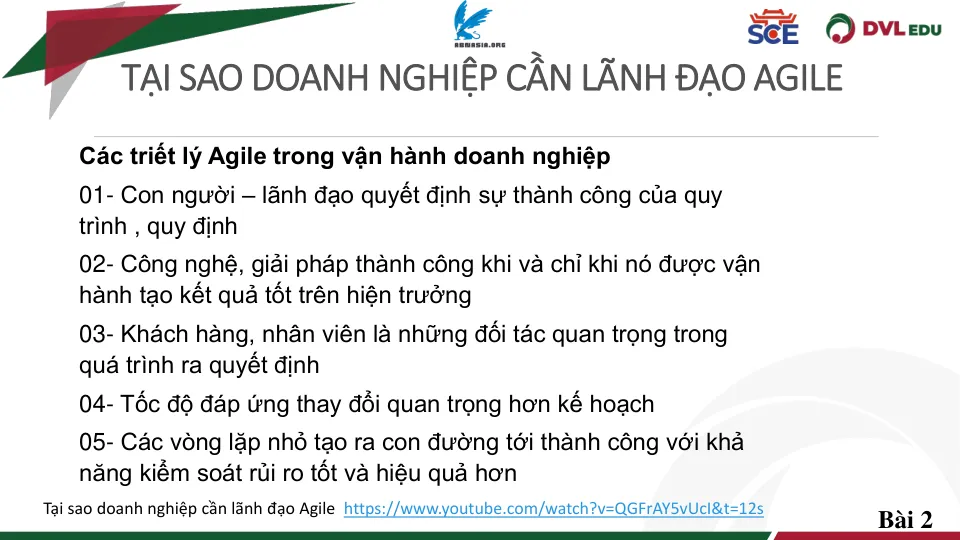 ARMASIA.ORG
SCE
DVL EDU
TẠI SAO DOANH NGHIỆP CẦN LÃNH ĐẠO AGILE
Các triết lý Agile trong vận hành doanh nghiệp
01- Con người – lãnh đạo quyết định sự thành công của quy
trình , quy định
02- Công nghệ, giải pháp thành công khi và chỉ khi nó được vận
hành tạo kết quả tốt trên hiện trưởng
03- Khách hàng, nhân viên là những đối tác quan trọng trong
quá trình ra quyết định
04- Tốc độ đáp ứng thay đổi quan trọng hơn kế hoạch
05- Các vòng lặp nhỏ tạo ra con đường tới thành công với khả
năng kiểm soát rủi ro tốt và hiệu quả hơn
Tại sao doanh nghiệp cần lãnh đạo Agile https://www.youtube.com/watch?v=QGFrAY5vUcI&t=12s
Bài 2